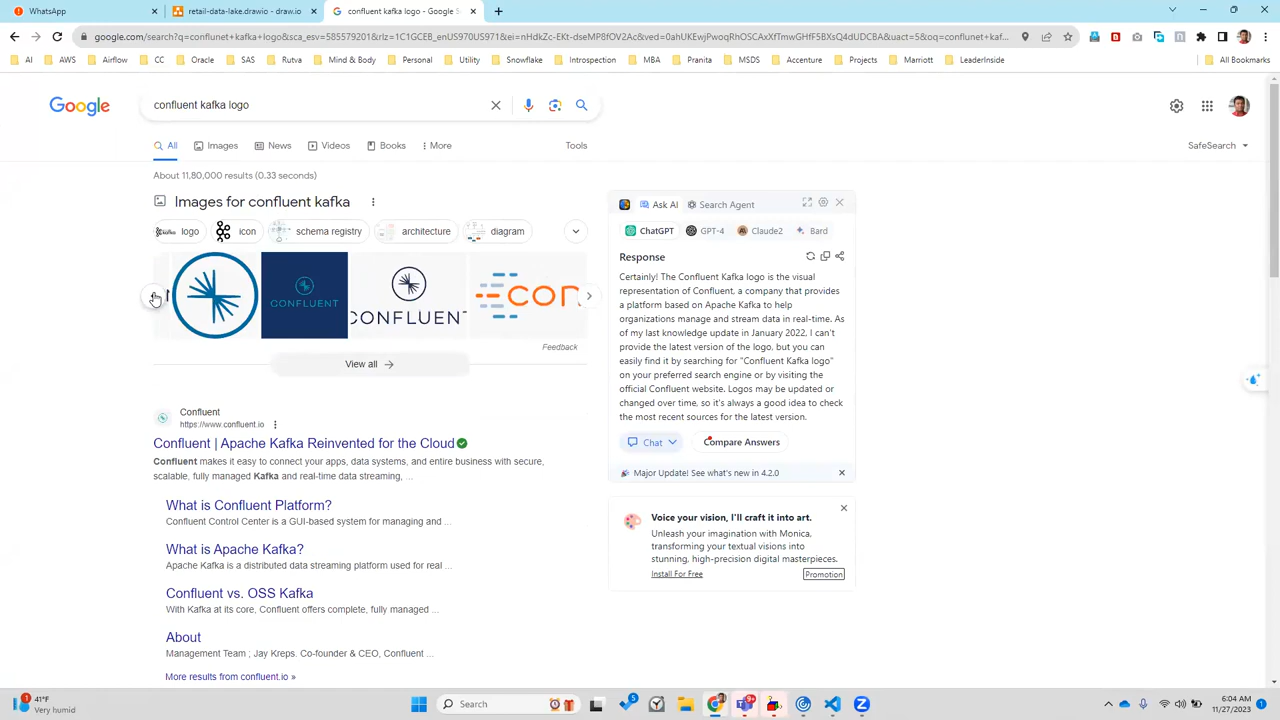 WhatsApp
retail-data-lake.drawio - draw.io
confluent kafka logo - Google S
google.com/search?q=conflunet+kafka+logo&sca_esv=585579201&rlz=1C1GCEB_enUS970US971&ei=nHdkZc-EKt-dseMP8fOV2Ac&ved=0ahUKEwjPwoqRhOSCAxXfTmwGHfF5BXsQ4dUDCBA&uact=5&oq=conflunet+kaf...
AI AWS Airflow CC Oracle SAS Rutva Mind & Body Personal Utility Snowflake Introspection MBA Pranita MSDS Accenture Projects Marriott LeaderInside All Bookmarks
Google
confluent kafka logo
All Images News Videos Books More Tools SafeSearch
About 11,80,000 results (0.33 seconds)
Images for confluent kafka
logo icon schema registry architecture diagram
CONFLUENT
CONFLUENT
CON
Feedback
View all
Confluent
https://www.confluent.io
Confluent | Apache Kafka Reinvented for the Cloud
Confluent makes it easy to connect your apps, data systems, and entire business with secure,
scalable, fully managed Kafka and real-time data streaming, ...
What is Confluent Platform?
Confluent Control Center is a GUI-based system for managing and ...
What is Apache Kafka?
Apache Kafka is a distributed data streaming platform used for real ...
Confluent vs. OSS Kafka
With Kafka at its core, Confluent offers complete, fully managed ...
About
Management Team ; Jay Kreps. Co-founder & CEO, Confluent ...
More results from confluent.io »
Ask AI Search Agent
ChatGPT GPT-4 Claude2 Bard
Response
Certainly! The Confluent Kafka logo is the visual
representation of Confluent, a company that provides
a platform based on Apache Kafka to help
organizations manage and stream data in real-time. As
of my last knowledge update in January 2022, I can't
provide the latest version of the logo, but you can
easily find it by searching for "Confluent Kafka logo"
on your preferred search engine or by visiting the
official Confluent website. Logos may be updated or
changed over time, so it's always a good idea to check
the most recent sources for the latest version.
Chat Compare Answers
Major Update! See what's new in 4.2.0
Voice your vision, I'll craft it into art.
Unleash your imagination with Monica,
transforming your textual visions into
stunning, high-precision digital masterpieces.
Install For Free Promotion
1
41°F
Very humid
Search
5
9+
6:04 AM
11/27/2023